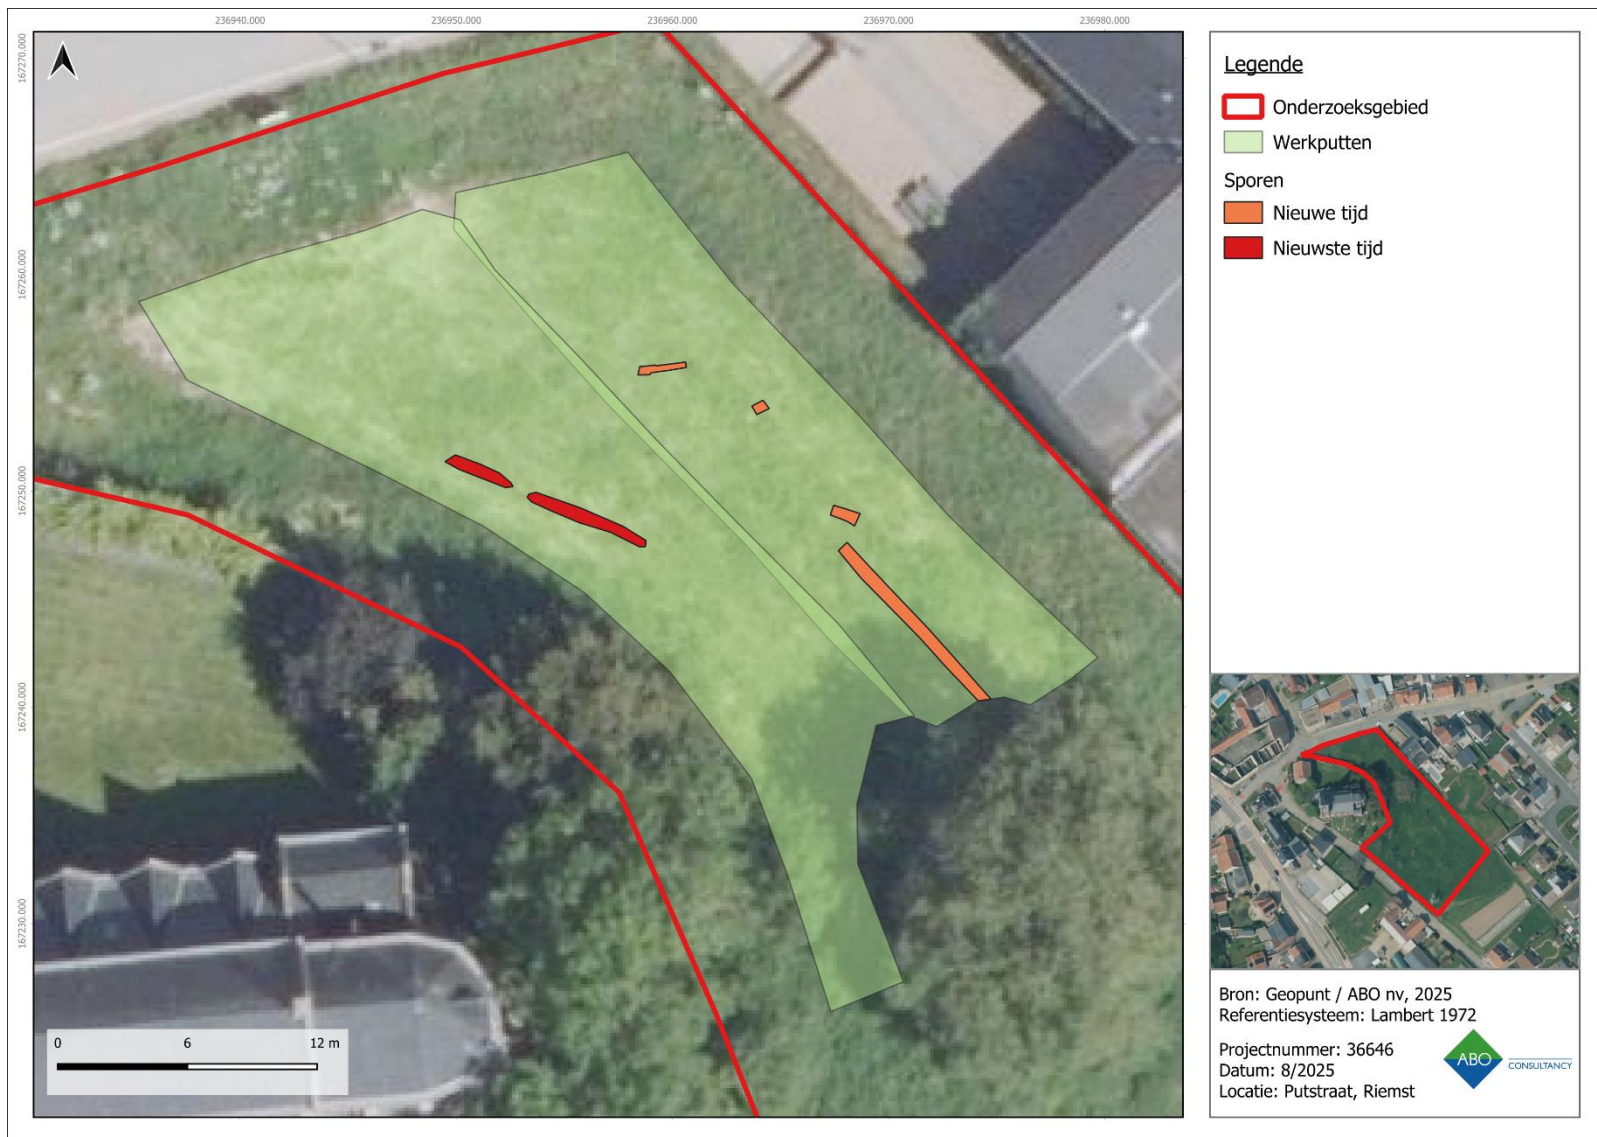 236940.000 236950.000 236960.000 236970.000 236980.000
167270.000
167260.000
167250.000
167240.000
167230.000
0 6 12 m
Legende
Onderzoeksgebied
Werkputten
Sporen
Nieuwe tijd
Nieuwste tijd
Bron: Geopunt / ABO nv, 2025
Referentiesysteem: Lambert 1972
Projectnummer: 36646
Datum: 8/2025
Locatie: Putstraat, Riemst
ABO
CONSULTANCY